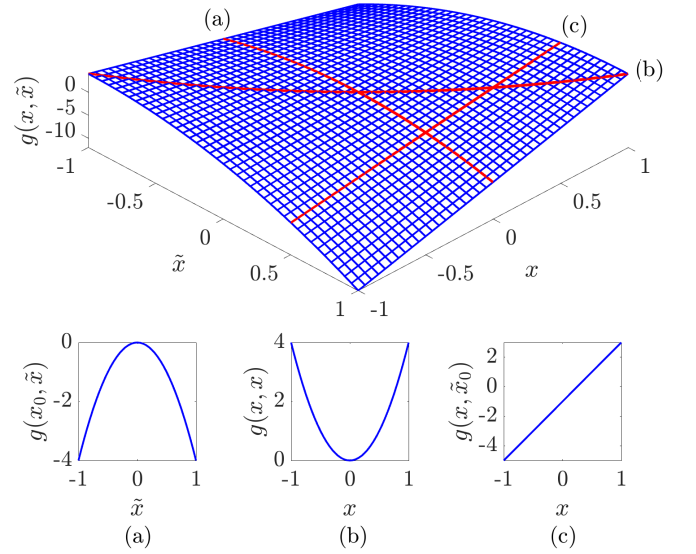 (a)
(c)
(b)
g(x, x̃)
0
-5
-10
-1
-0.5
0
0.5
1
x̃
-1
-0.5
0
0.5
1
x
g(x₀, x̃)
0
-2
-4
-1 0 1
x̃
(a)
g(x, x)
4
2
0
-1 0 1
x
(b)
g(x, x̃₀)
2
0
-2
-4
-1 0 1
x
(c)